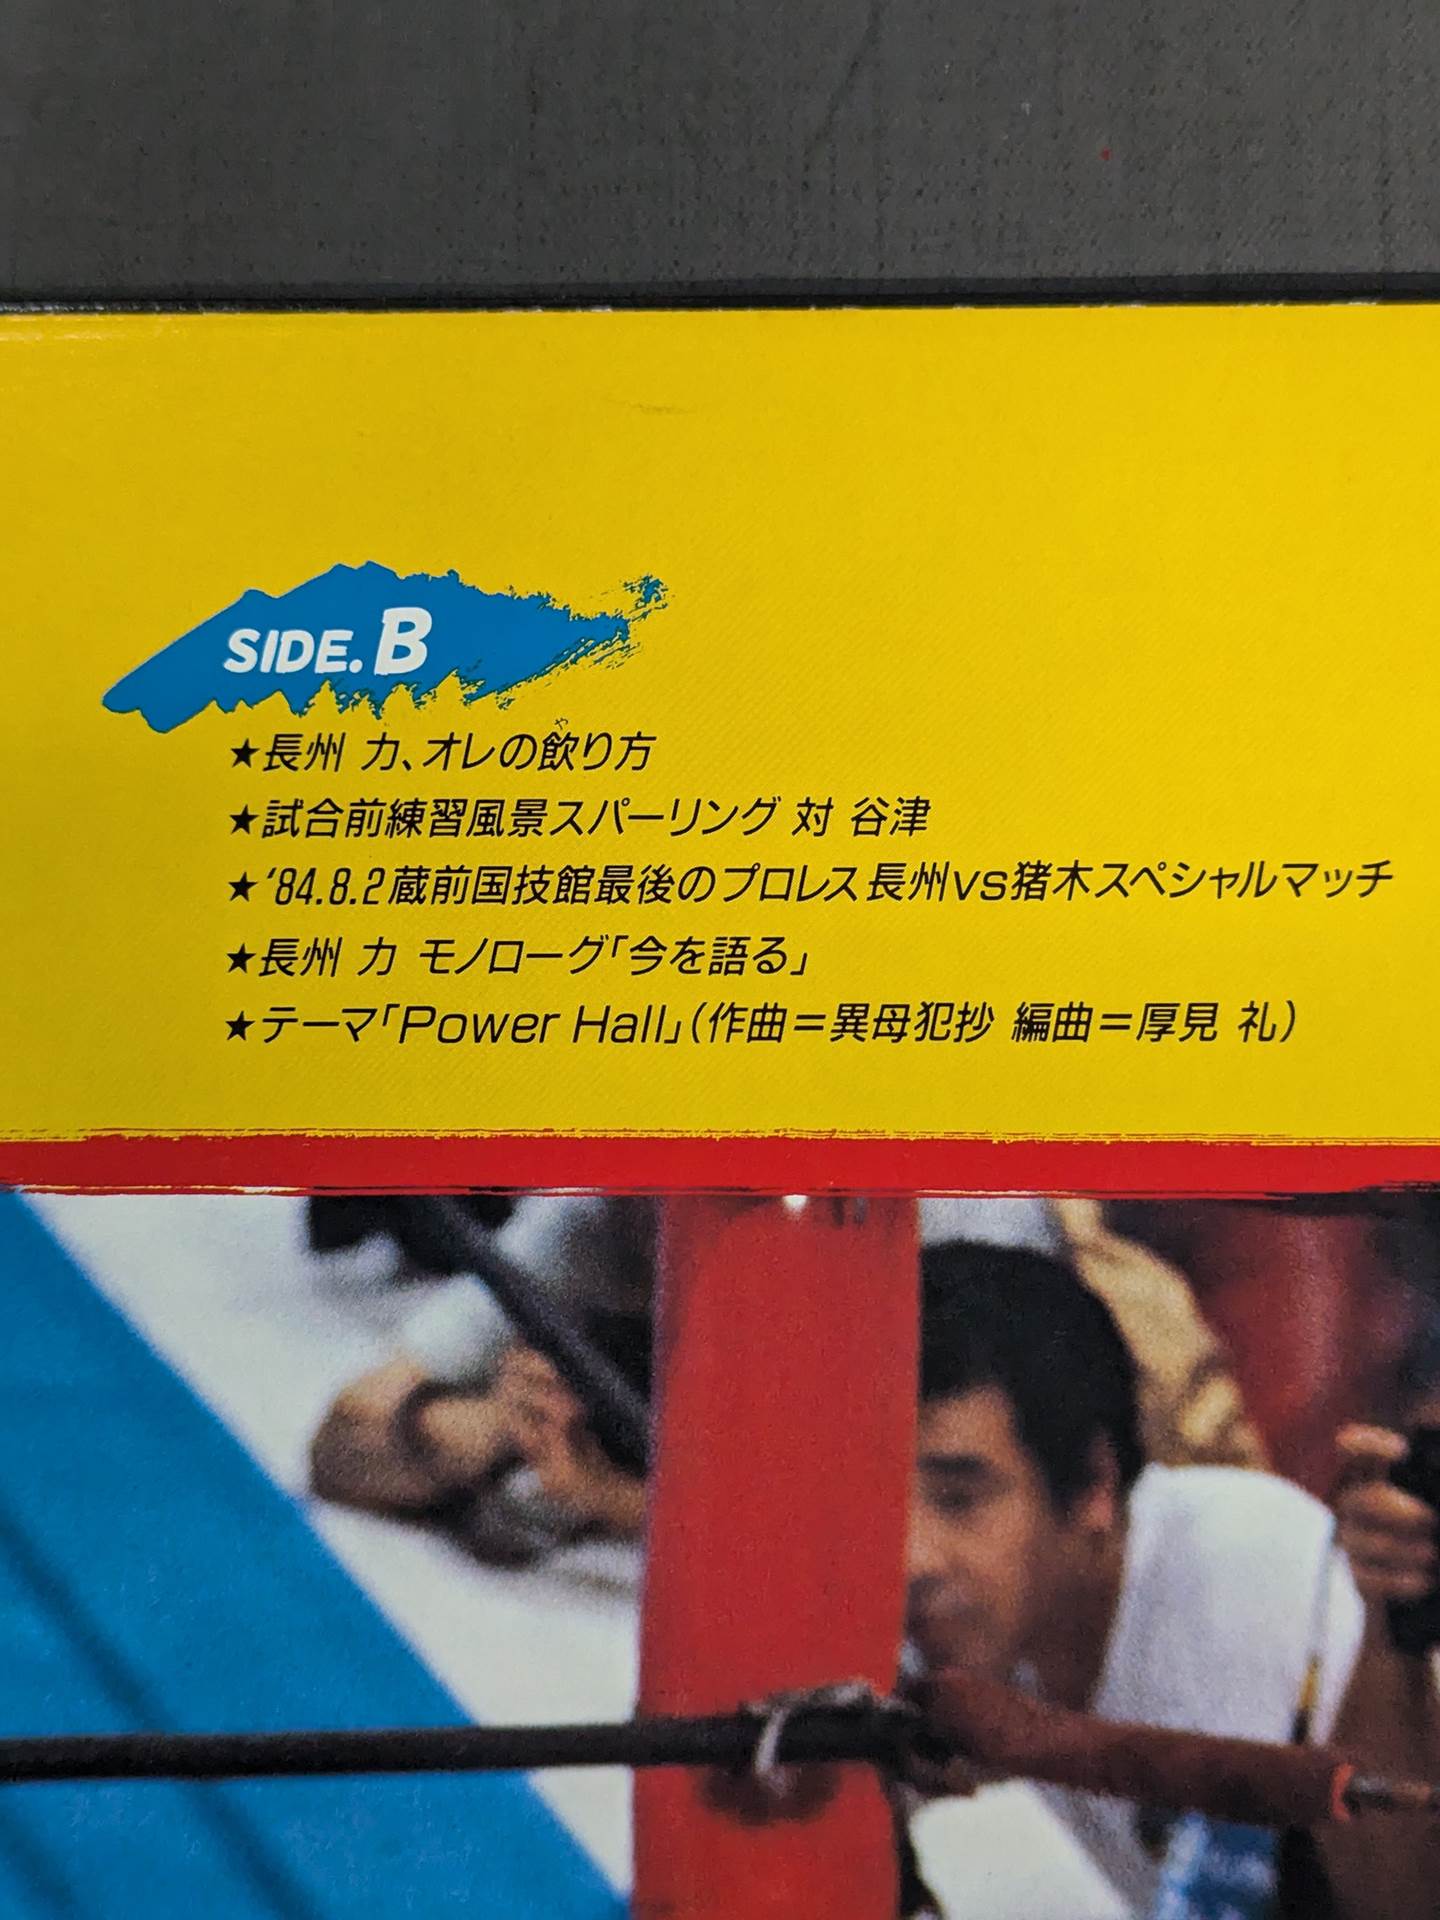 SIDE.B
★長州 力、オレの飲り方
や
★試合前練習風景スパーリング 対 谷津
★'84.8.2蔵前国技館最後のプロレス長州vs猪木スペシャルマッチ
★長州 力 モノローグ「今を語る」
★テーマ「Power Hall」(作曲=異母犯抄 編曲=厚見 礼)